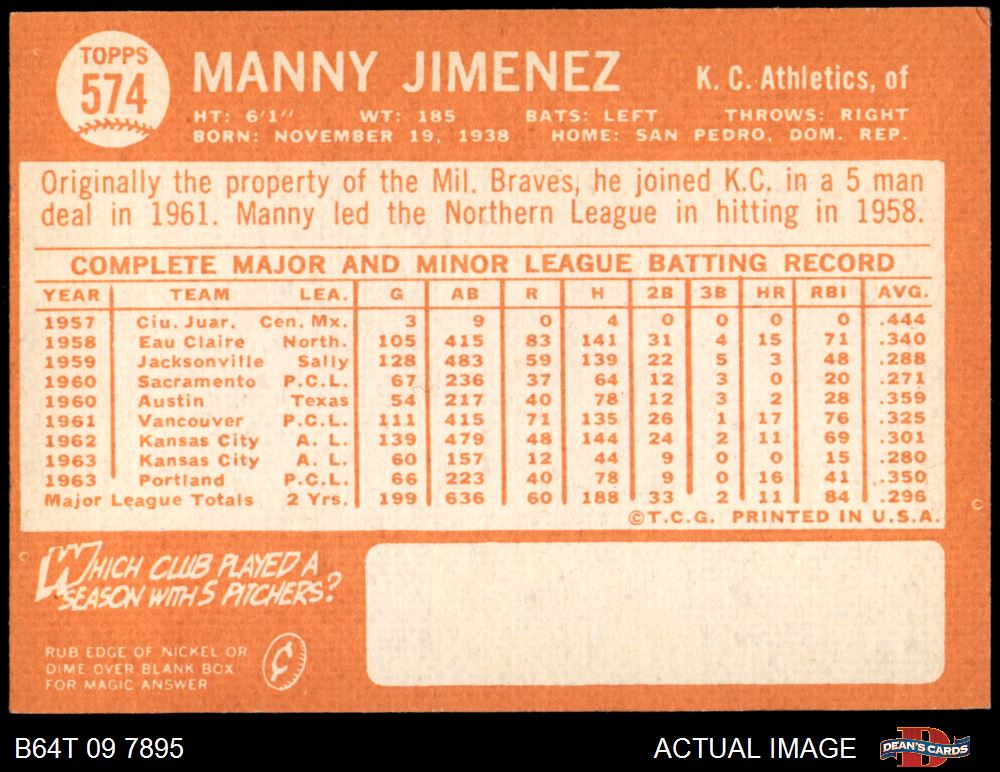 TOPPS
574
MANNY JIMENEZ
K. C. Athletics, of
HT: 6'1" WT: 185 BATS: LEFT THROWS: RIGHT
BORN: NOVEMBER 19, 1938 HOME: SAN PEDRO, DOM. REP.
Originally the property of the Mil. Braves, he joined K.C. in a 5 man
deal in 1961. Manny led the Northern League in hitting in 1958.
COMPLETE MAJOR AND MINOR LEAGUE BATTING RECORD
YEAR TEAM LEA. G AB R H 2B 3B HR RBI AVG.
1957 Ciu. Juar. Cen. Mx. 3 9 0 4 0 0 0 0 .444
1958 Eau Claire North. 105 415 83 141 31 4 15 71 .340
1959 Jacksonville Sally 128 483 59 139 22 5 3 48 .288
1960 Sacramento P.C.L. 67 236 37 64 12 3 0 20 .271
1960 Austin Texas 54 217 40 78 12 3 2 28 .359
1961 Vancouver P.C.L. 111 415 71 135 26 1 17 76 .325
1962 Kansas City A. L. 139 479 48 144 24 2 11 69 .301
1963 Kansas City A. L. 60 157 12 44 9 0 0 15 .280
1963 Portland P.C.L. 66 223 40 78 9 0 16 41 .350
Major League Totals 2 Yrs. 199 636 60 188 33 2 11 84 .296
©T.C.G. PRINTED IN U.S.A.
WHICH CLUB PLAYED A
SEASON WITH 5 PITCHERS?
RUB EDGE OF NICKEL OR
DIME OVER BLANK BOX
FOR MAGIC ANSWER
¢
B64T 09 7895
ACTUAL IMAGE
D
DEAN'S CARDS